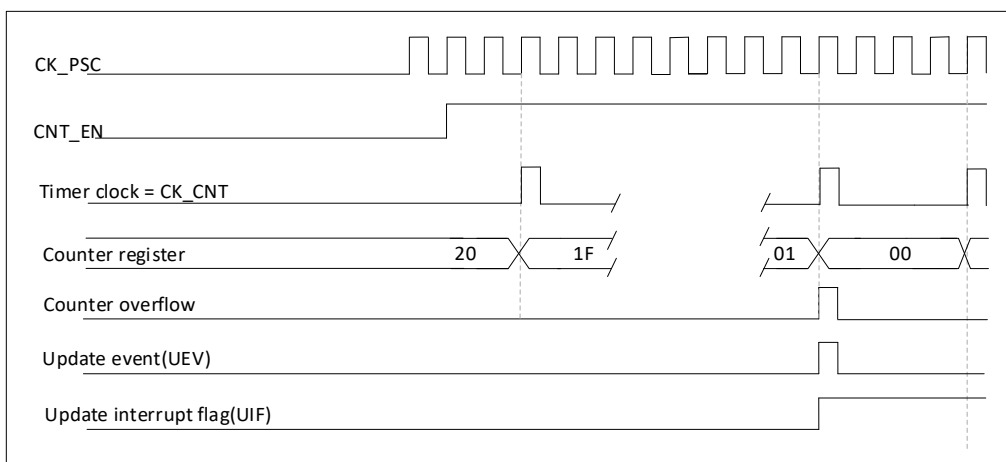 CK_PSC
CNT_EN
Timer clock = CK_CNT
Counter register 20 1F 01 00
Counter overflow
Update event(UEV)
Update interrupt flag(UIF)